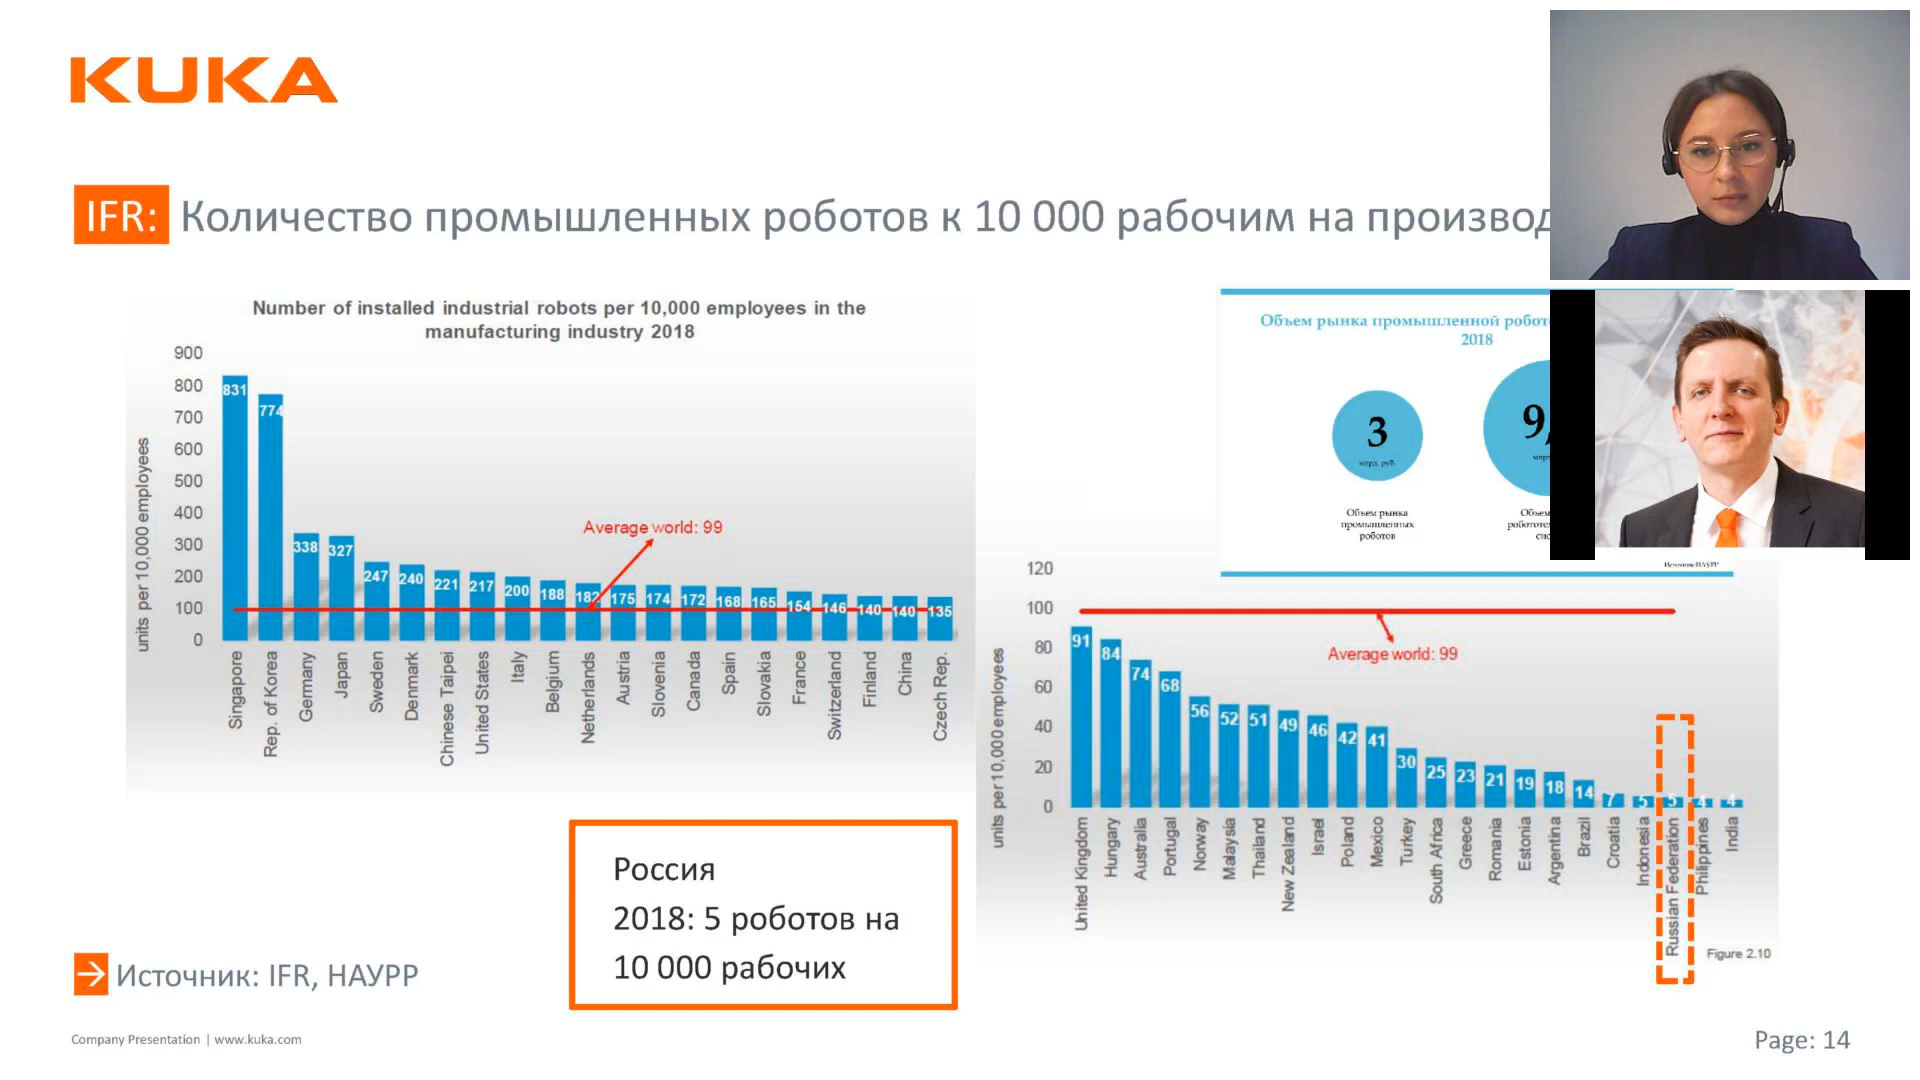 KUKA
IFR: Количество промышленных роботов к 10 000 рабочим на производ
Number of installed industrial robots per 10,000 employees in the
manufacturing industry 2018
units per 10,000 employees
900
800
700
600
500
400
300
200
100
0
831
774
338
327
247
240
221
217
200
188
182
175
174
172
168
165
154
146
140
140
135
Average world: 99
Singapore
Rep. of Korea
Germany
Japan
Sweden
Denmark
Chinese Taipei
United States
Italy
Belgium
Netherlands
Austria
Slovenia
Canada
Spain
Slovakia
France
Switzerland
Finland
China
Czech Rep.
Объем рынка промышленной робот
2018
3
млрд. руб.
9,
Объем рынка
промышленных
роботов
Объем
робототе
сис
Источник:НАУРР
units per 10,000 employees
120
100
80
60
40
20
0
Average world: 99
91
84
74
68
56
52
51
49
46
42
41
30
25
23
21
19
18
14
7
5
5
4
4
United Kingdom
Hungary
Australia
Portugal
Norway
Malaysia
Thailand
New Zealand
Israel
Poland
Mexico
Turkey
South Africa
Greece
Romania
Estonia
Argentina
Brazil
Croatia
Indonesia
Russian Federation
Philippines
India
Figure 2.10
Россия
2018: 5 роботов на
10 000 рабочих
Источник: IFR, НАУРР
Company Presentation | www.kuka.com
Page: 14